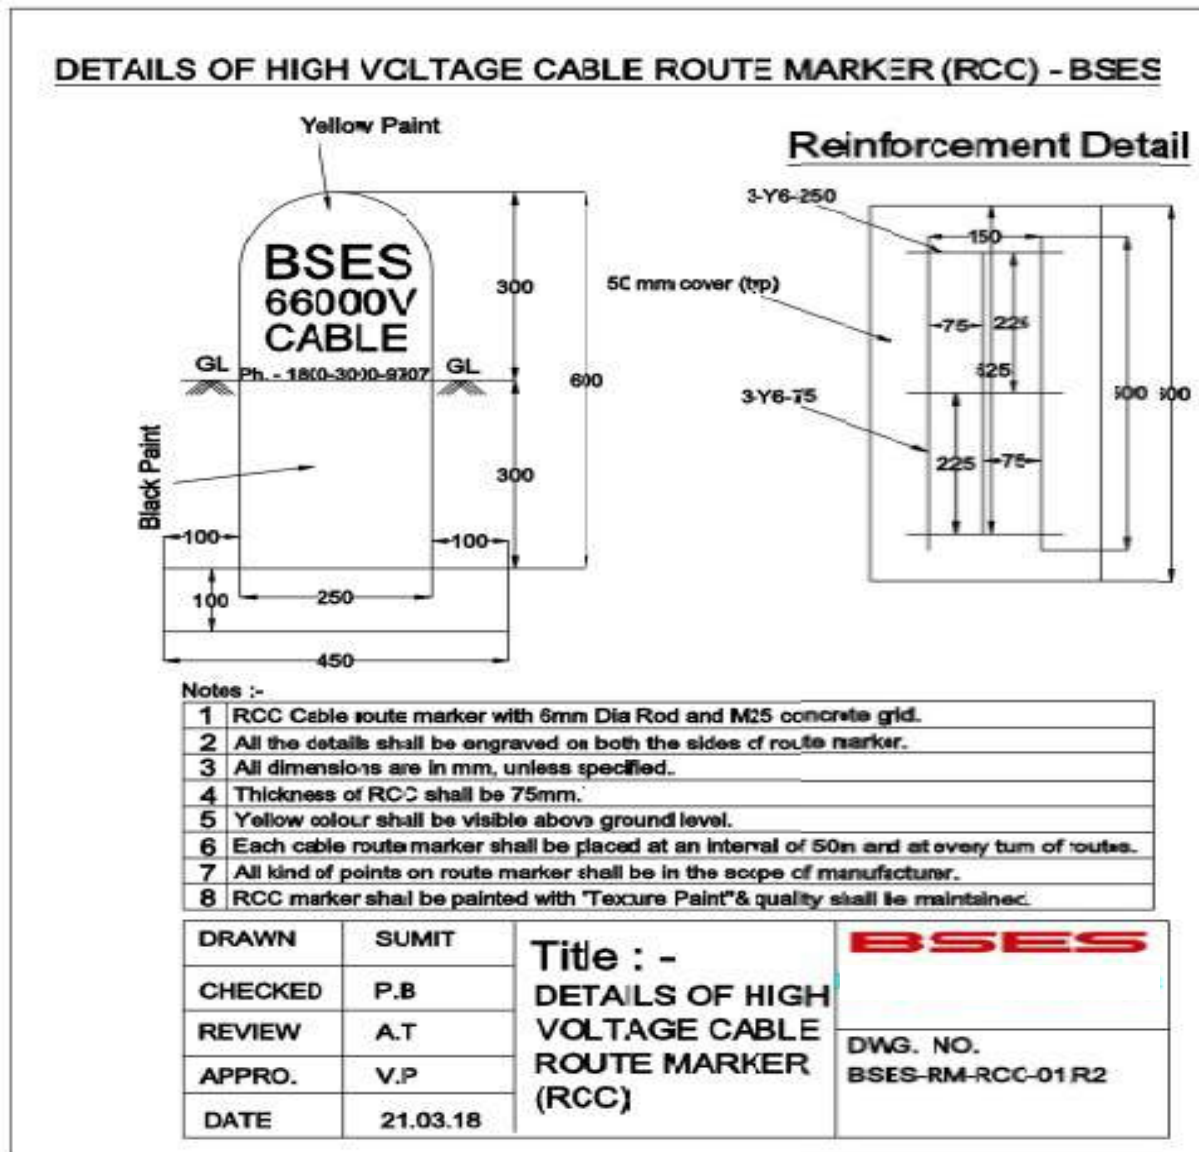 DETAILS OF HIGH VOLTAGE CABLE ROUTE MARKER (RCC) - BSES
Yellow Paint
BSES
66000V
CABLE
GL
Ph. - 1800-3000-9707
GL
Black Paint
300
600
300
100
100
100
250
450
Reinforcement Detail
3-Y6-250
150
50 mm cover (typ)
75
225
525
3-Y6-75
500
600
225
75
Notes :-
1 RCC Cable route marker with 6mm Dia Rod and M25 concrete grid.
2 All the details shall be engraved on both the sides of route marker.
3 All dimensions are in mm, unless specified.
4 Thickness of RCC shall be 75mm.
5 Yellow colour shall be visible above ground level.
6 Each cable route marker shall be placed at an interval of 50m and at every turn of routes.
7 All kind of points on route marker shall be in the scope of manufacturer.
8 RCC marker shall be painted with "Texture Paint"& quality shall be maintained.
DRAWN SUMIT
CHECKED P.B
REVIEW A.T
APPRO. V.P
DATE 21.03.18
Title : -
DETAILS OF HIGH
VOLTAGE CABLE
ROUTE MARKER
(RCC)
BSES
DWG. NO.
BSES-RM-RCC-01 R2